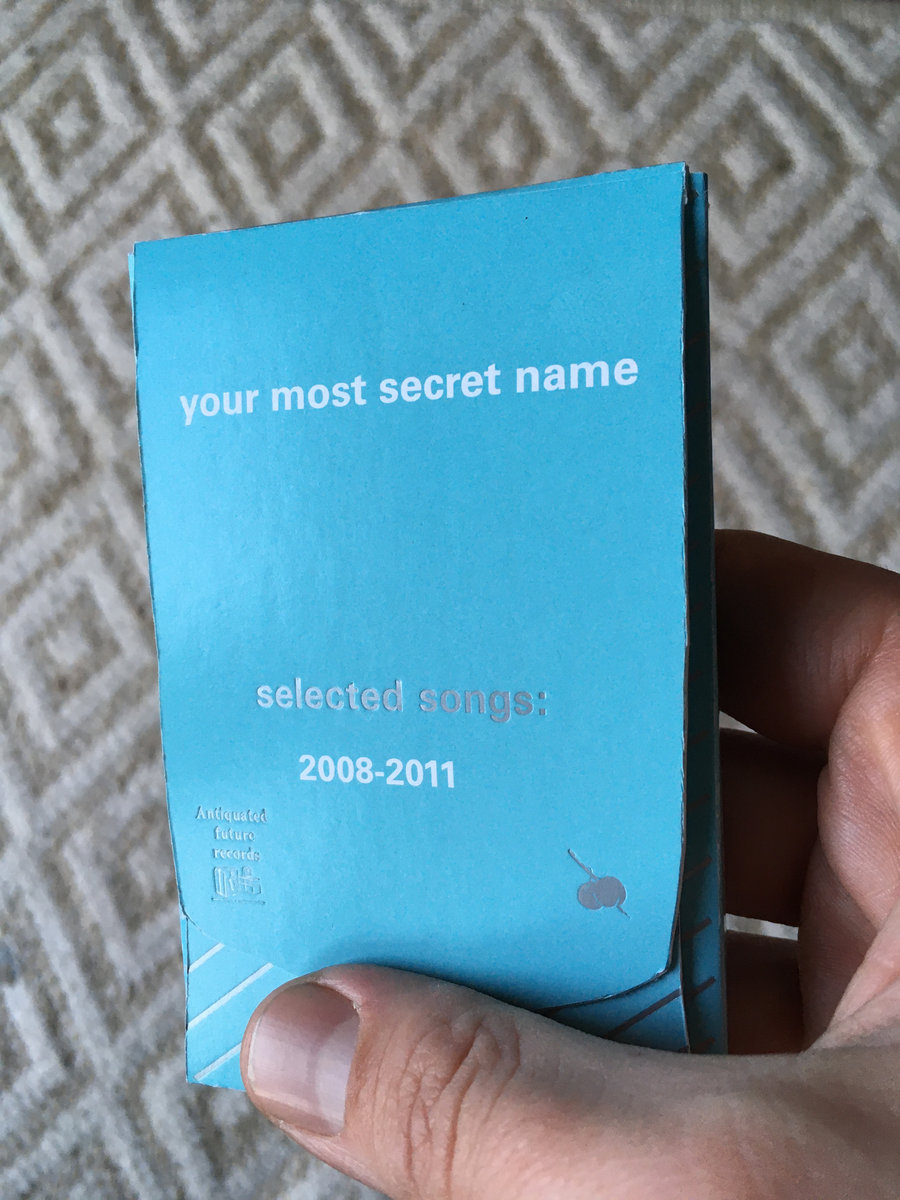 your most secret name
selected songs:
2008-2011
Antiquated
future
records